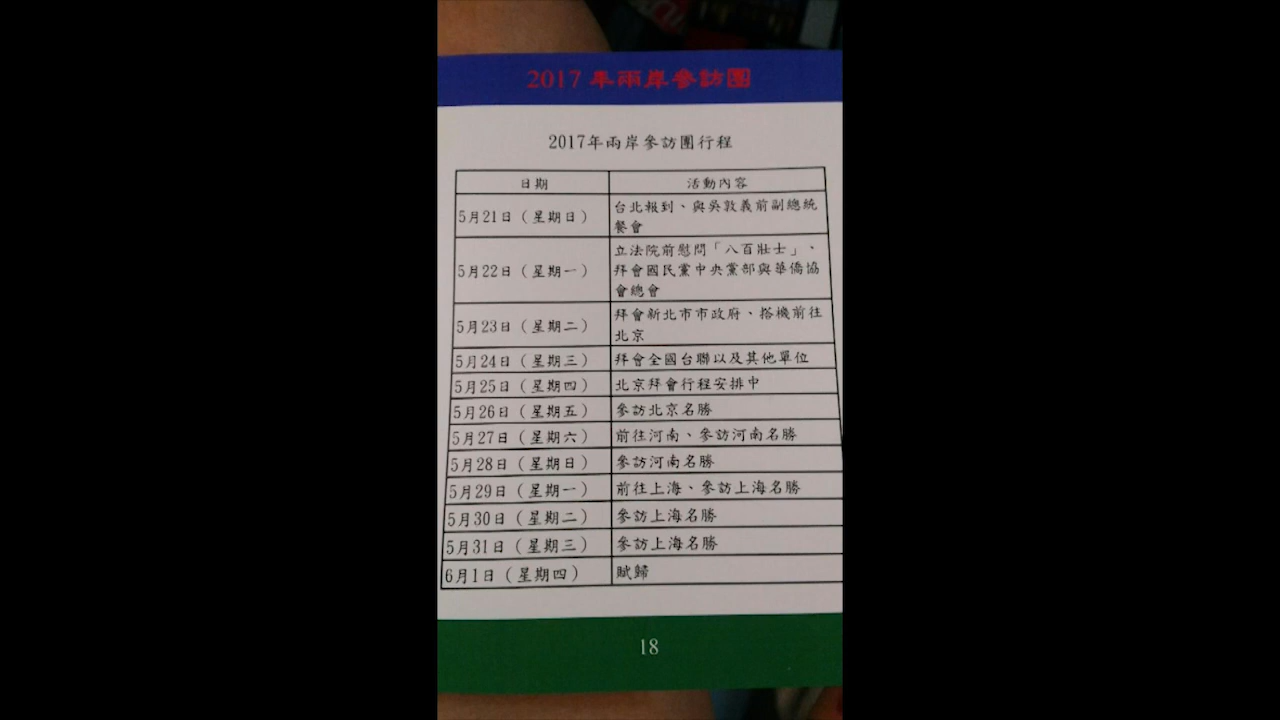 2017年兩岸參訪團
2017年兩岸參訪團行程
日期 活動內容
5月21日（星期日） 台北報到、與吳敦義前副總統
餐會
5月22日（星期一） 立法院前慰問「八百壯士」、
拜會國民黨中央黨部與華僑協
會總會
5月23日（星期二） 拜會新北市市政府、搭機前往
北京
5月24日（星期三） 拜會全國台聯以及其他單位
5月25日（星期四） 北京拜會行程安排中
5月26日（星期五） 參訪北京名勝
5月27日（星期六） 前往河南、參訪河南名勝
5月28日（星期日） 參訪河南名勝
5月29日（星期一） 前往上海、參訪上海名勝
5月30日（星期二） 參訪上海名勝
5月31日（星期三） 參訪上海名勝
6月1日（星期四） 賦歸
18